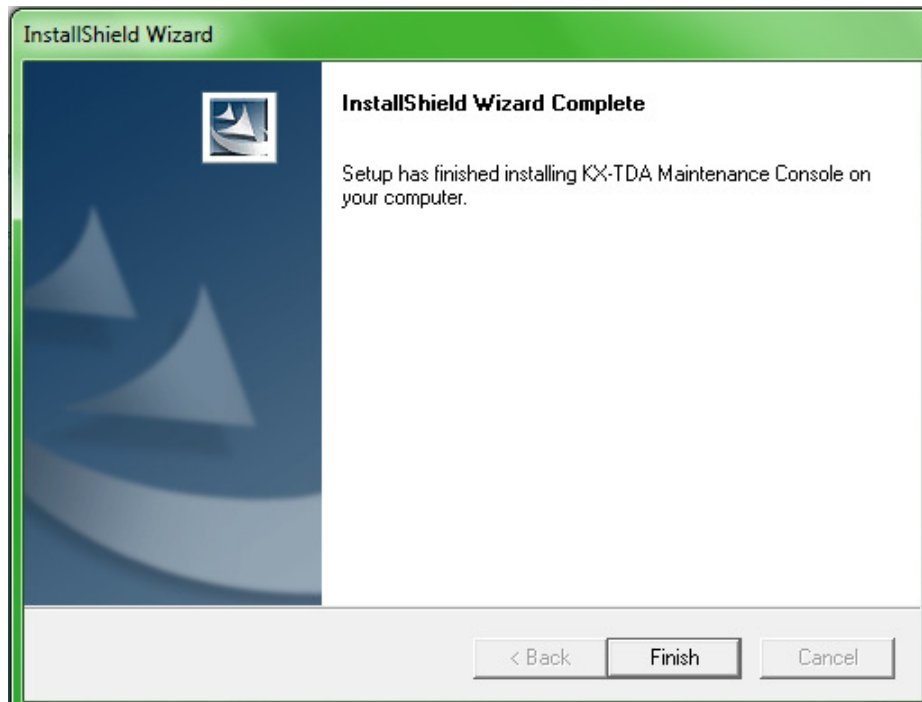 InstallShield Wizard
InstallShield Wizard Complete
Setup has finished installing KX-TDA Maintenance Console on
your computer.
< Back
Finish
Cancel